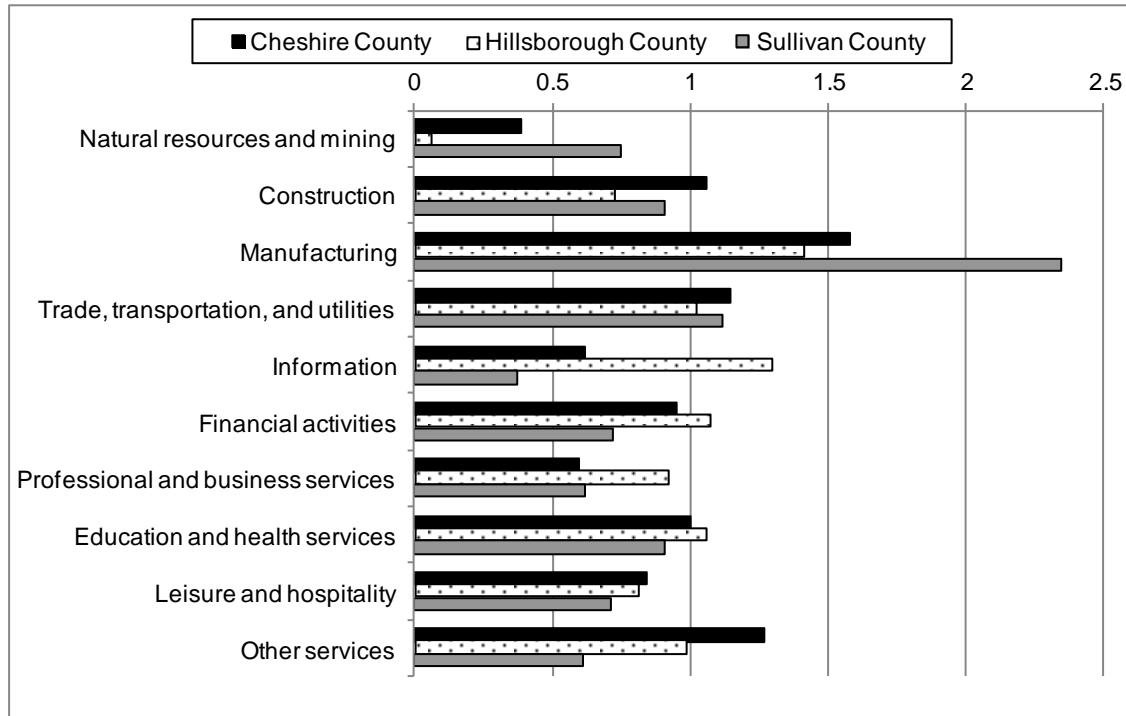 Cheshire County Hillsborough County Sullivan County
0 0.5 1 1.5 2 2.5
Natural resources and mining
Construction
Manufacturing
Trade, transportation, and utilities
Information
Financial activities
Professional and business services
Education and health services
Leisure and hospitality
Other services